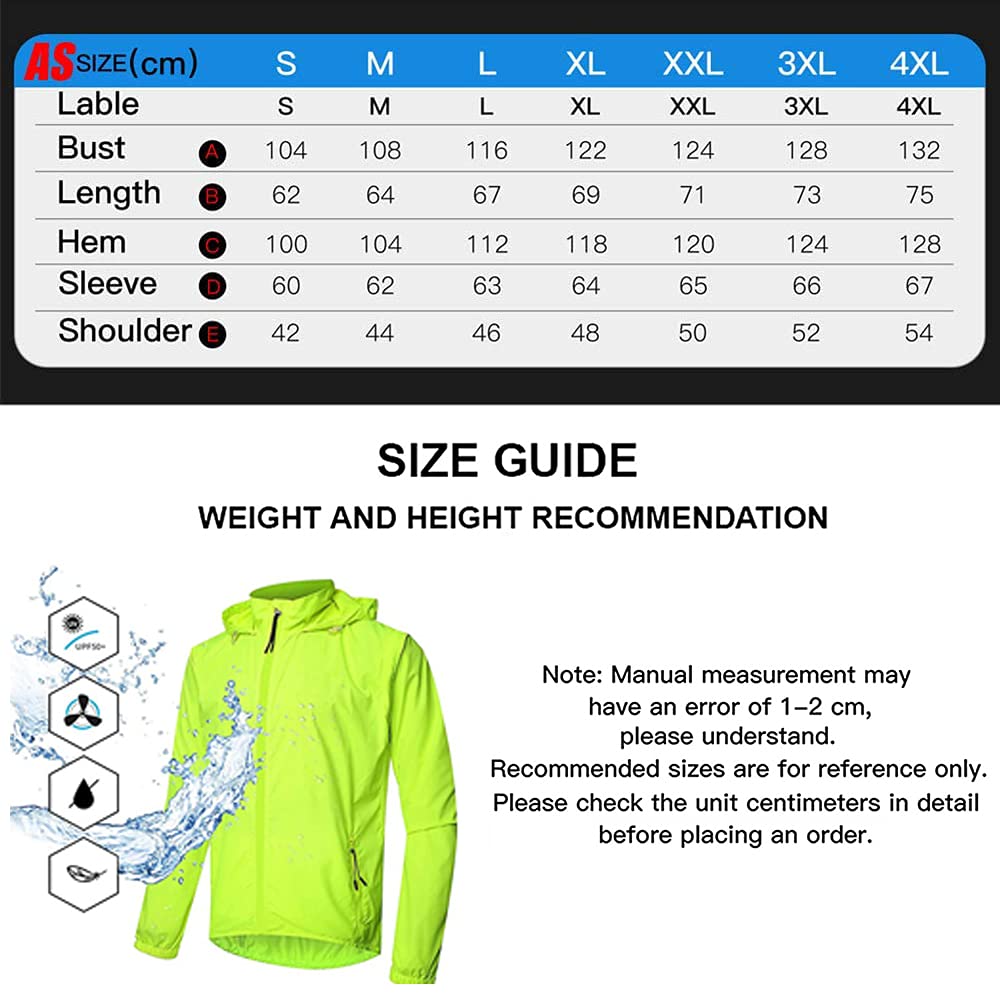 AS SIZE(cm) S M L XL XXL 3XL 4XL
Lable S M L XL XXL 3XL 4XL
Bust A 104 108 116 122 124 128 132
Length B 62 64 67 69 71 73 75
Hem C 100 104 112 118 120 124 128
Sleeve D 60 62 63 64 65 66 67
Shoulder E 42 44 46 48 50 52 54
SIZE GUIDE
WEIGHT AND HEIGHT RECOMMENDATION
UPF50+
Note: Manual measurement may
have an error of 1-2 cm,
please understand.
Recommended sizes are for reference only.
Please check the unit centimeters in detail
before placing an order.